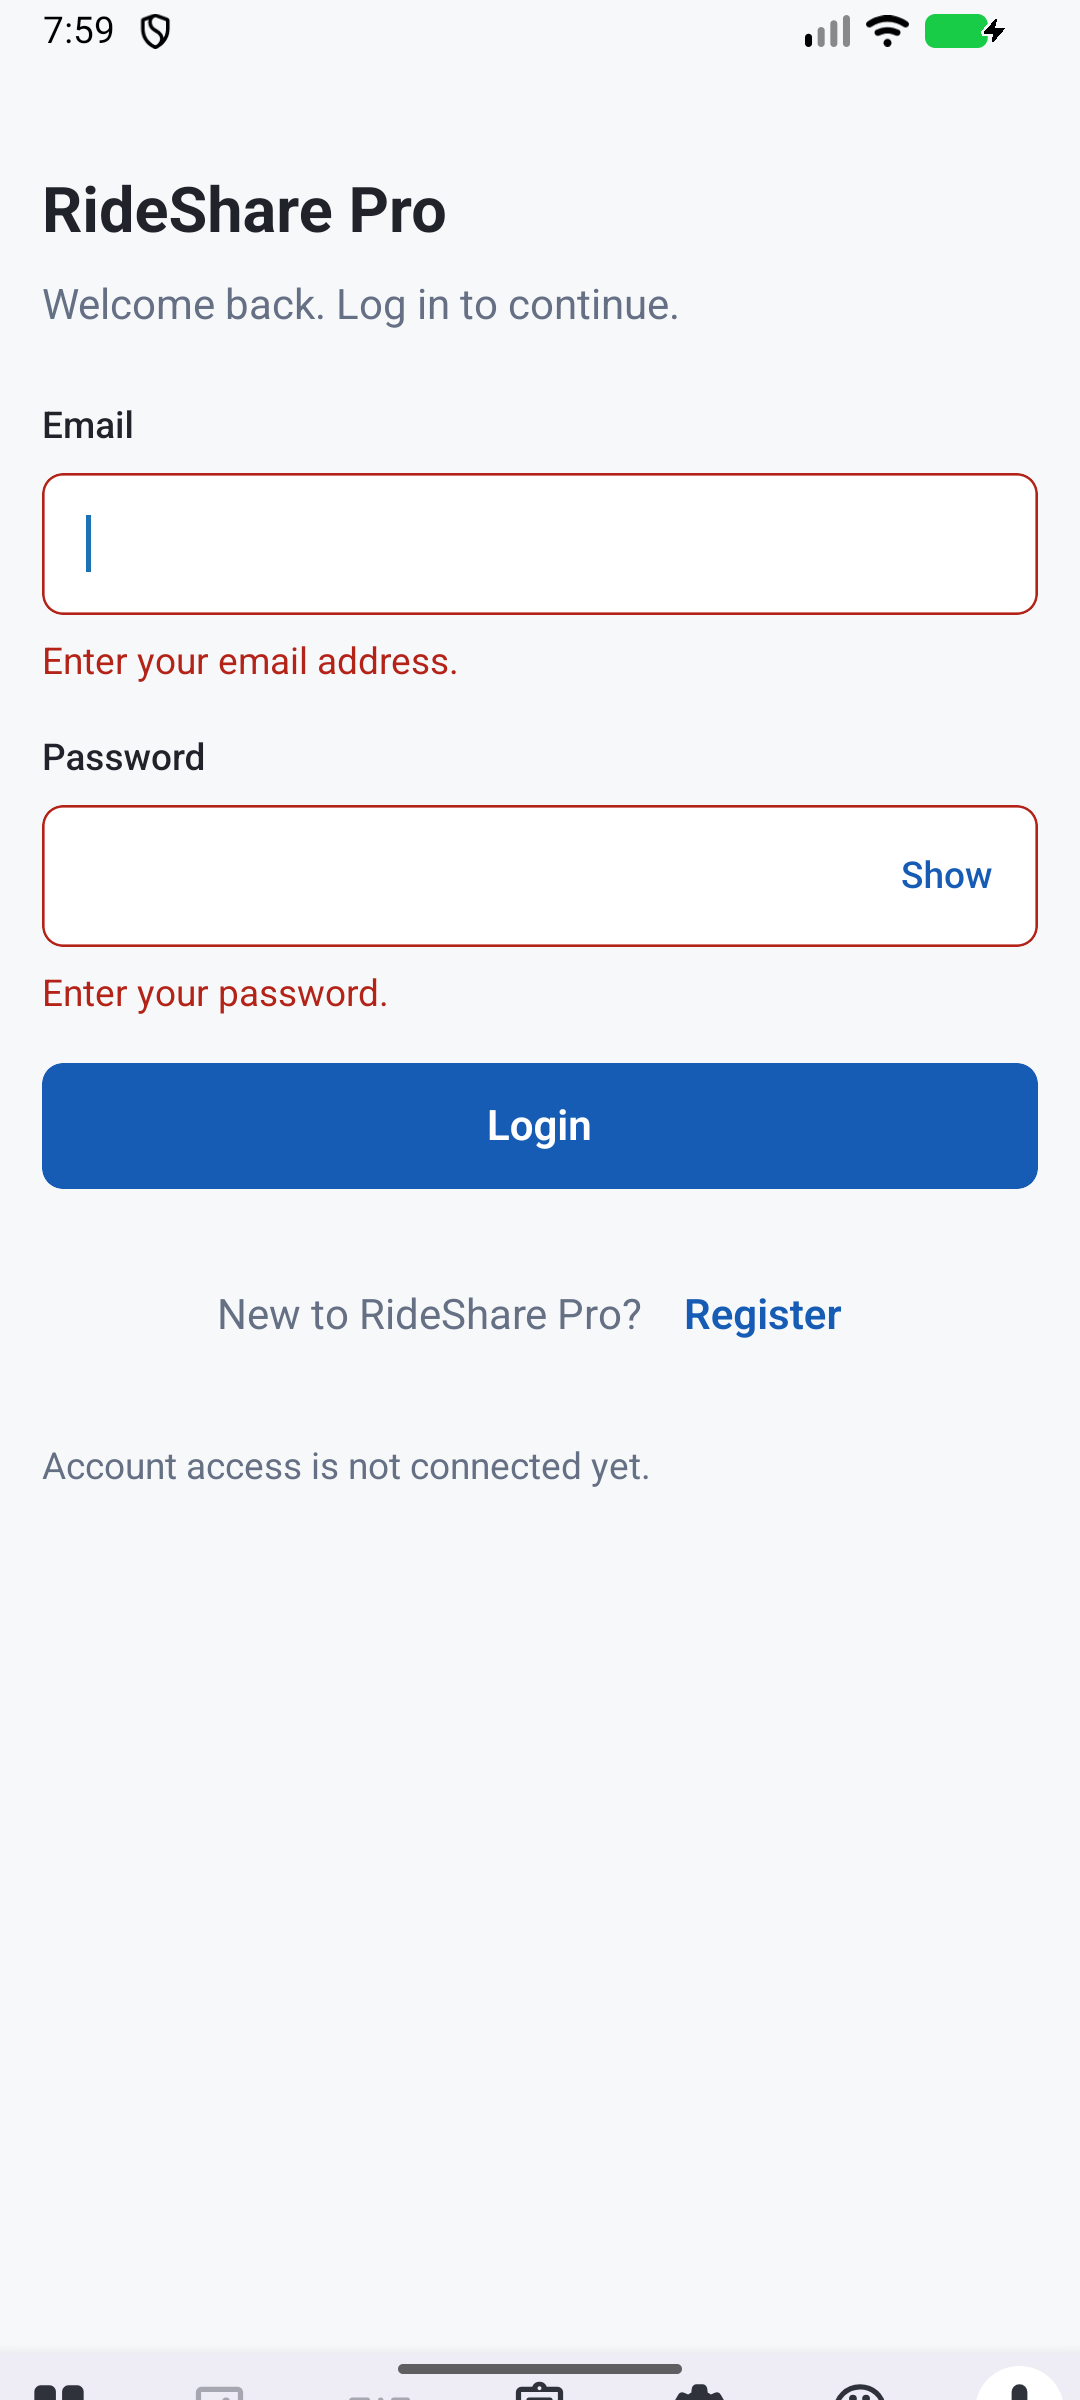 7:59
RideShare Pro
Welcome back. Log in to continue.
Email
Enter your email address.
Password
Show
Enter your password.
Login
New to RideShare Pro? Register
Account access is not connected yet.